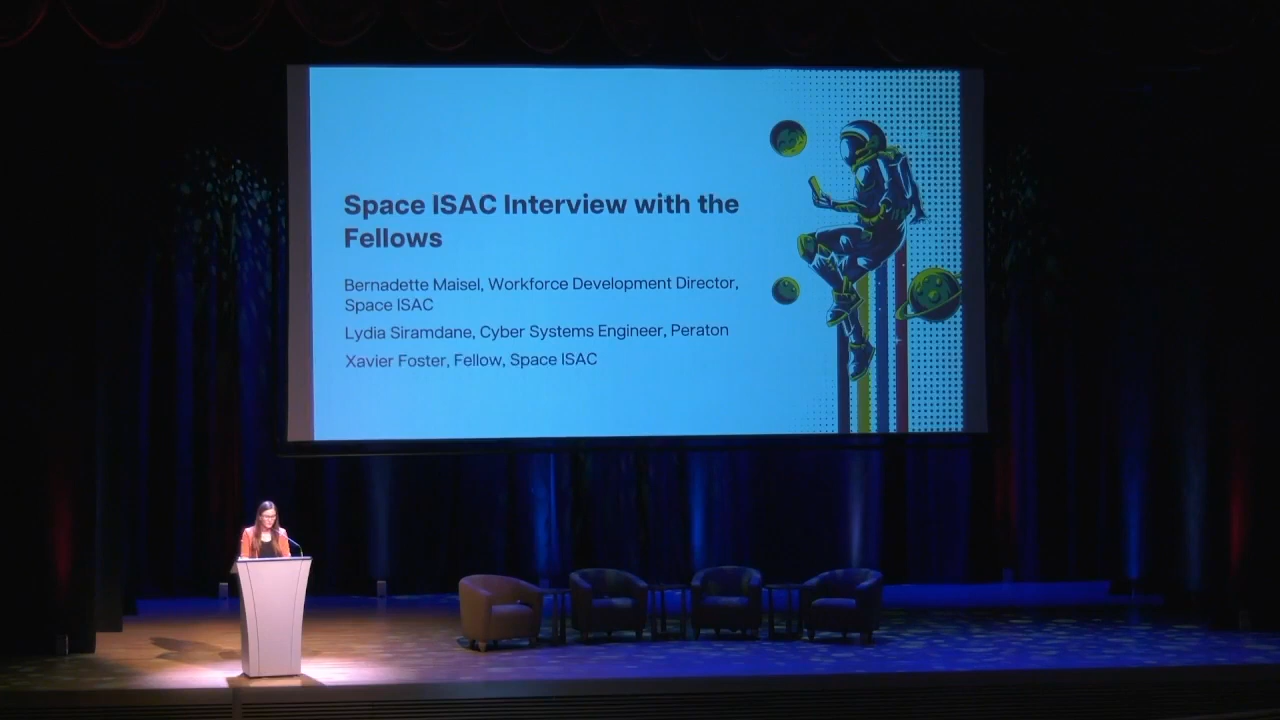 Space ISAC Interview with the
Fellows
Bernadette Maisel, Workforce Development Director,
Space ISAC
Lydia Siramdane, Cyber Systems Engineer, Peraton
Xavier Foster, Fellow, Space ISAC